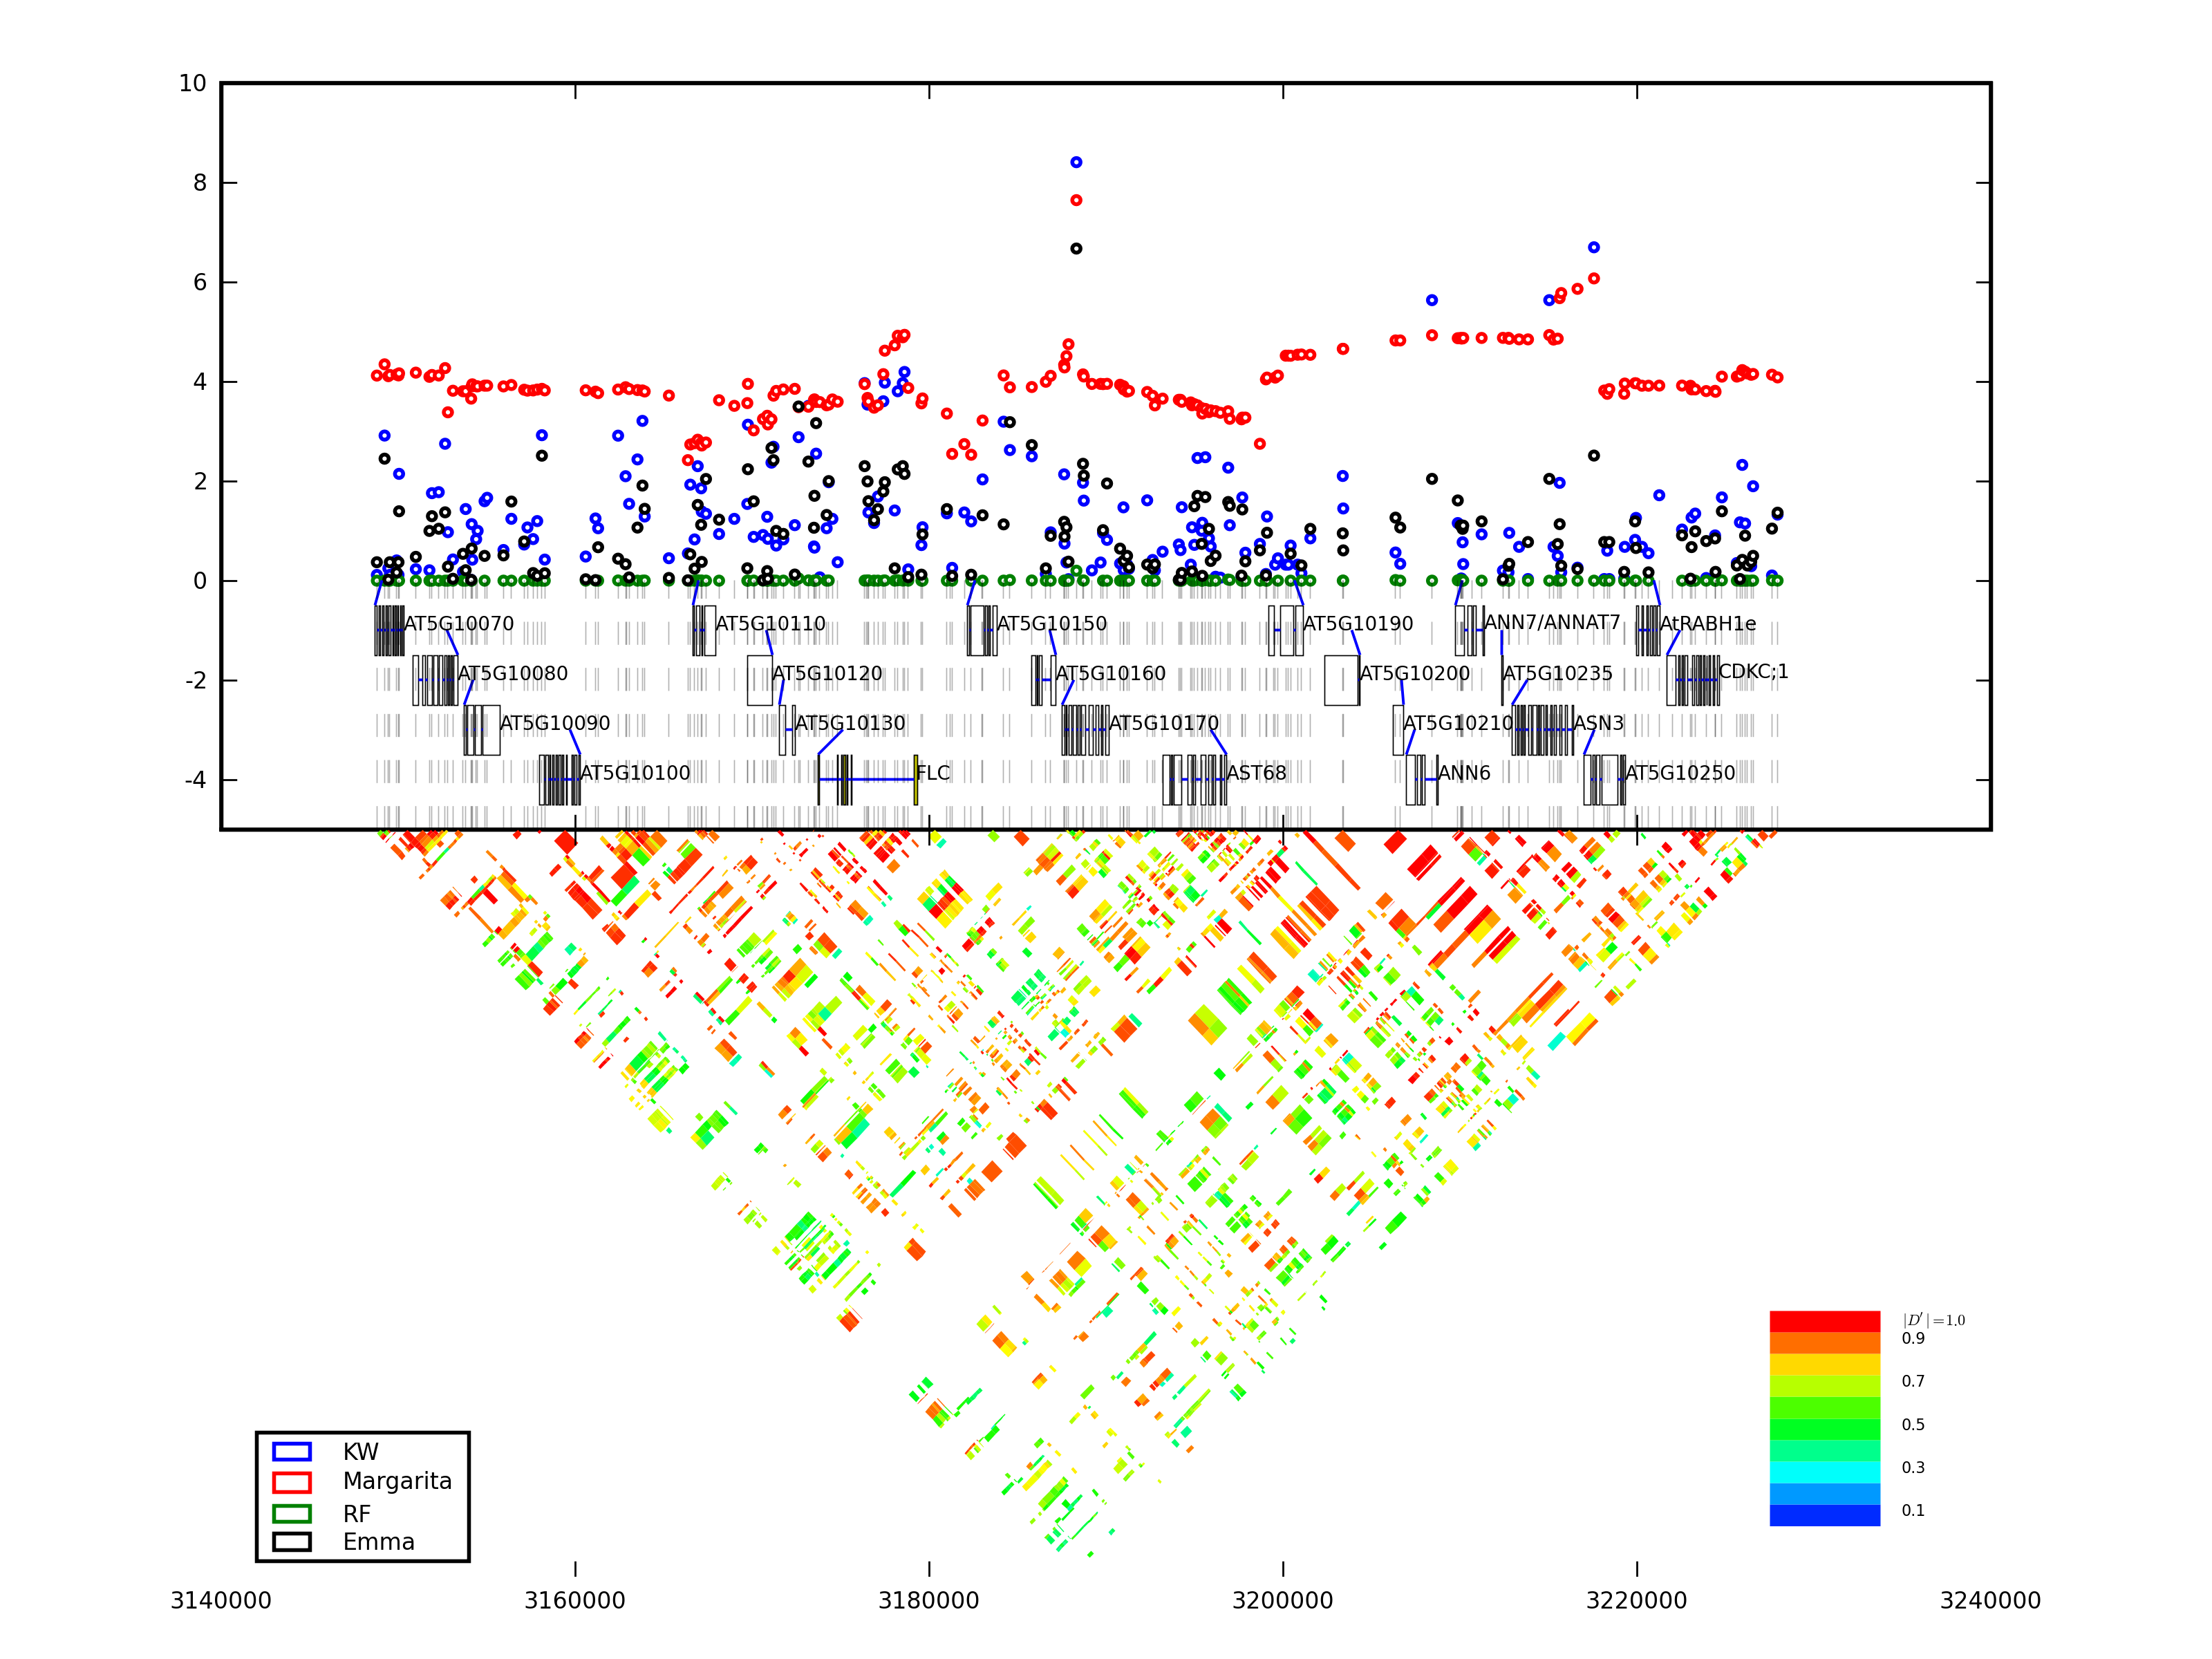 10
8
6
4
2
0
-2
-4
AT5G10070
AT5G10110
AT5G10150
AT5G10190
ANN7/ANNAT7
AtRABH1e
AT5G10080
AT5G10120
AT5G10160
AT5G10200
AT5G10235
CDKC;1
AT5G10090
AT5G10130
AT5G10170
AT5G10210
ASN3
AT5G10100
FLC
AST68
ANN6
AT5G10250
|D′|=1.0
0.9
0.7
0.5
0.3
0.1
KW
Margarita
RF
Emma
3140000
3160000
3180000
3200000
3220000
3240000